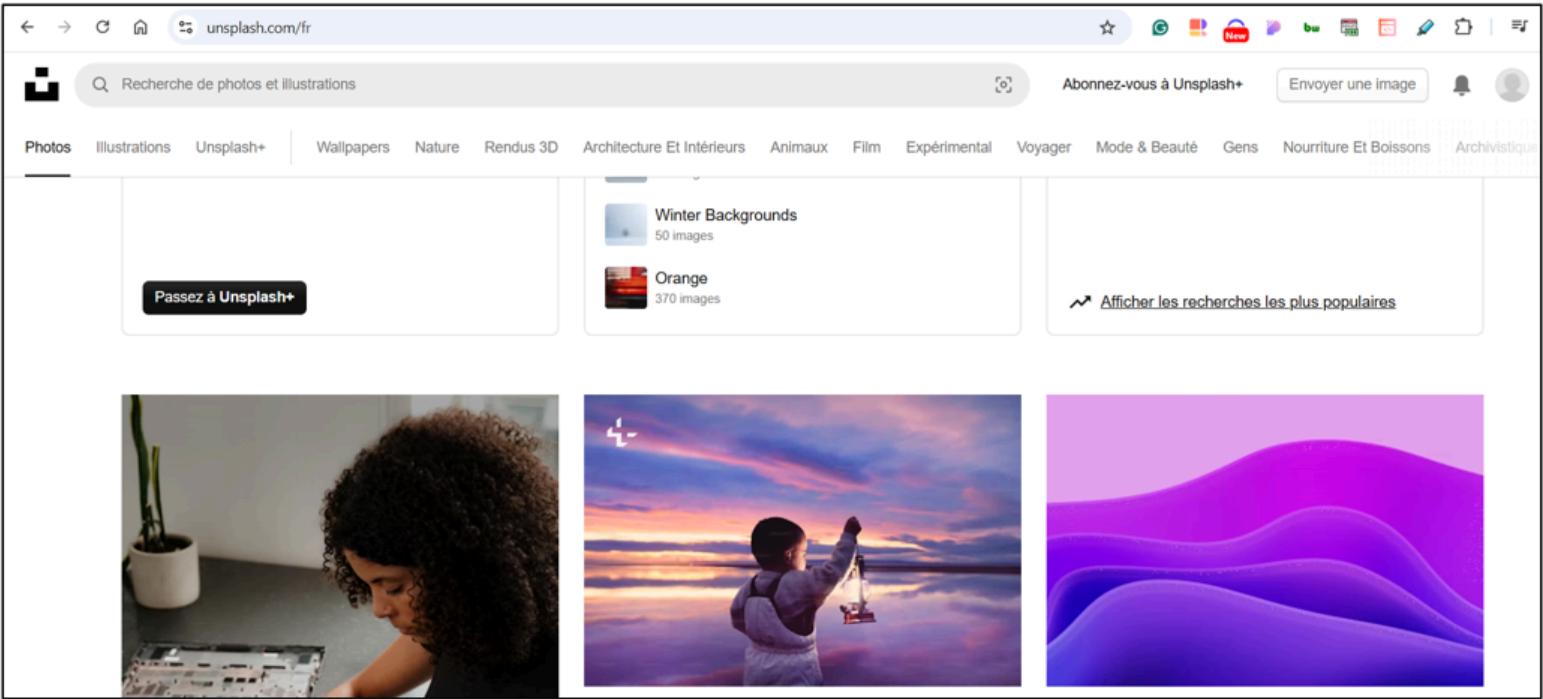 unsplash.com/fr
New
bw
Recherche de photos et illustrations
Abonnez-vous à Unsplash+
Envoyer une image
Photos Illustrations Unsplash+ Wallpapers Nature Rendus 3D Architecture Et Intérieurs Animaux Film Expérimental Voyager Mode & Beauté Gens Nourriture Et Boissons Archivistique
Winter Backgrounds
50 images
Orange
370 images
Passez à Unsplash+
Afficher les recherches les plus populaires